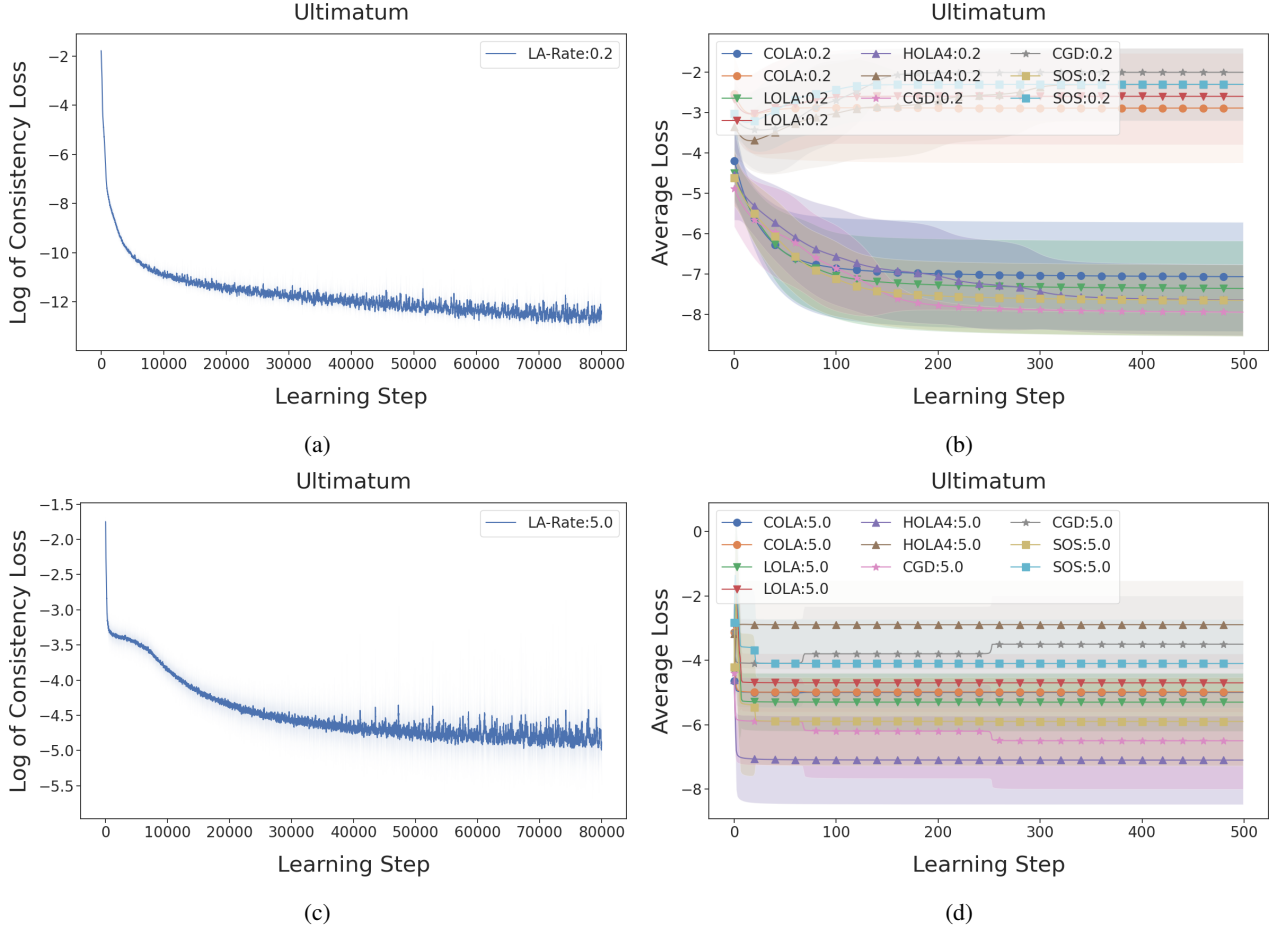 Ultimatum
Log of Consistency Loss
−2
−4
−6
−8
−10
−12
LA-Rate:0.2
0 10000 20000 30000 40000 50000 60000 70000 80000
Learning Step
(a)
Ultimatum
Average Loss
−2
−3
−4
−5
−6
−7
−8
COLA:0.2 HOLA4:0.2 CGD:0.2
COLA:0.2 HOLA4:0.2 SOS:0.2
LOLA:0.2 CGD:0.2 SOS:0.2
LOLA:0.2
0 100 200 300 400 500
Learning Step
(b)
Ultimatum
Log of Consistency Loss
−1.5
−2.0
−2.5
−3.0
−3.5
−4.0
−4.5
−5.0
−5.5
LA-Rate:5.0
0 10000 20000 30000 40000 50000 60000 70000 80000
Learning Step
(c)
Ultimatum
Average Loss
0
−2
−4
−6
−8
COLA:5.0 HOLA4:5.0 CGD:5.0
COLA:5.0 HOLA4:5.0 SOS:5.0
LOLA:5.0 CGD:5.0 SOS:5.0
LOLA:5.0
0 100 200 300 400 500
Learning Step
(d)